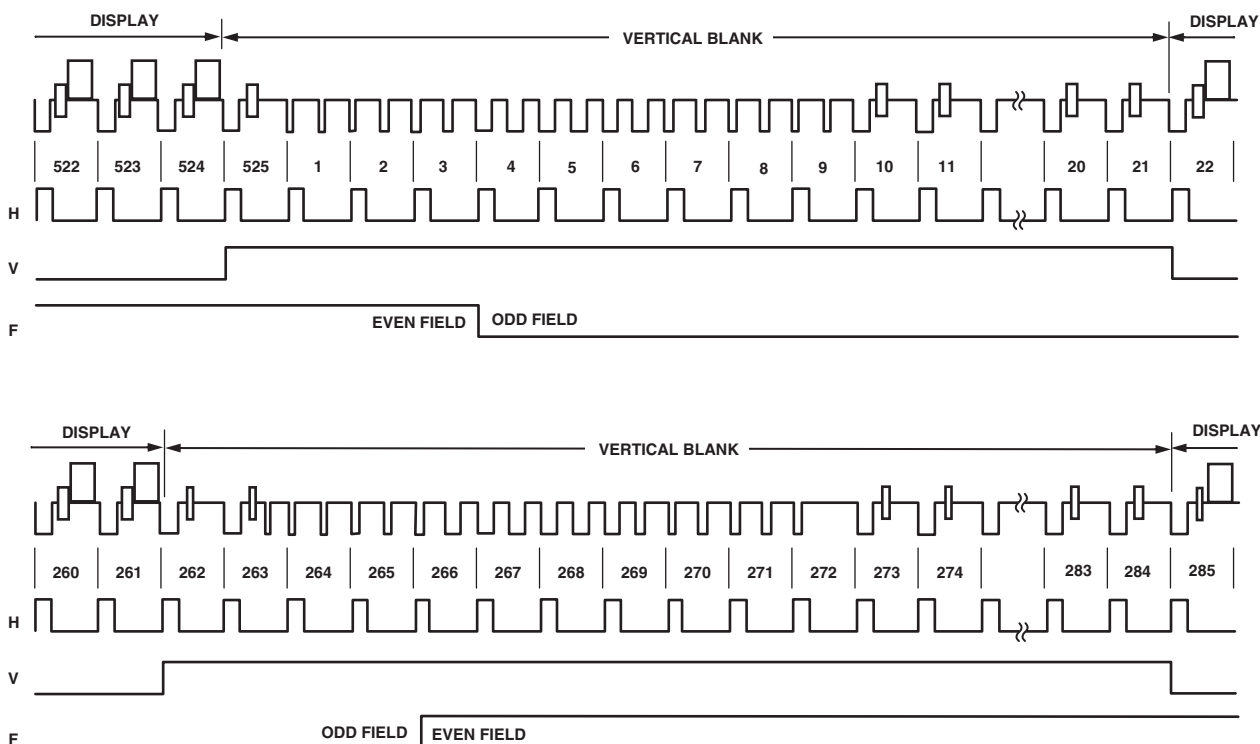 DISPLAY VERTICAL BLANK DISPLAY
522 523 524 525 1 2 3 4 5 6 7 8 9 10 11 20 21 22
H
V
EVEN FIELD ODD FIELD
F
DISPLAY VERTICAL BLANK DISPLAY
260 261 262 263 264 265 266 267 268 269 270 271 272 273 274 283 284 285
H
V
ODD FIELD EVEN FIELD
F